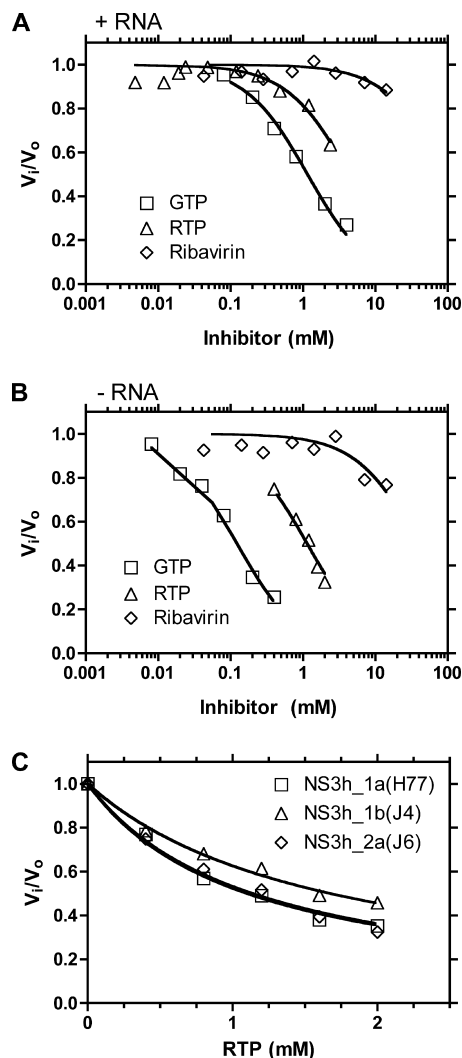 A
+ RNA
Vi/Vo
1.0
0.8
0.6
0.4
0.2
0.0
GTP
RTP
Ribavirin
0.001 0.01 0.1 1 10 100
Inhibitor (mM)
B
- RNA
Vi/Vo
1.0
0.8
0.6
0.4
0.2
0.0
GTP
RTP
Ribavirin
0.001 0.01 0.1 1 10 100
Inhibitor (mM)
C
Vi/Vo
1.0
0.8
0.6
0.4
0.2
0.0
NS3h_1a(H77)
NS3h_1b(J4)
NS3h_2a(J6)
0 1 2
RTP (mM)